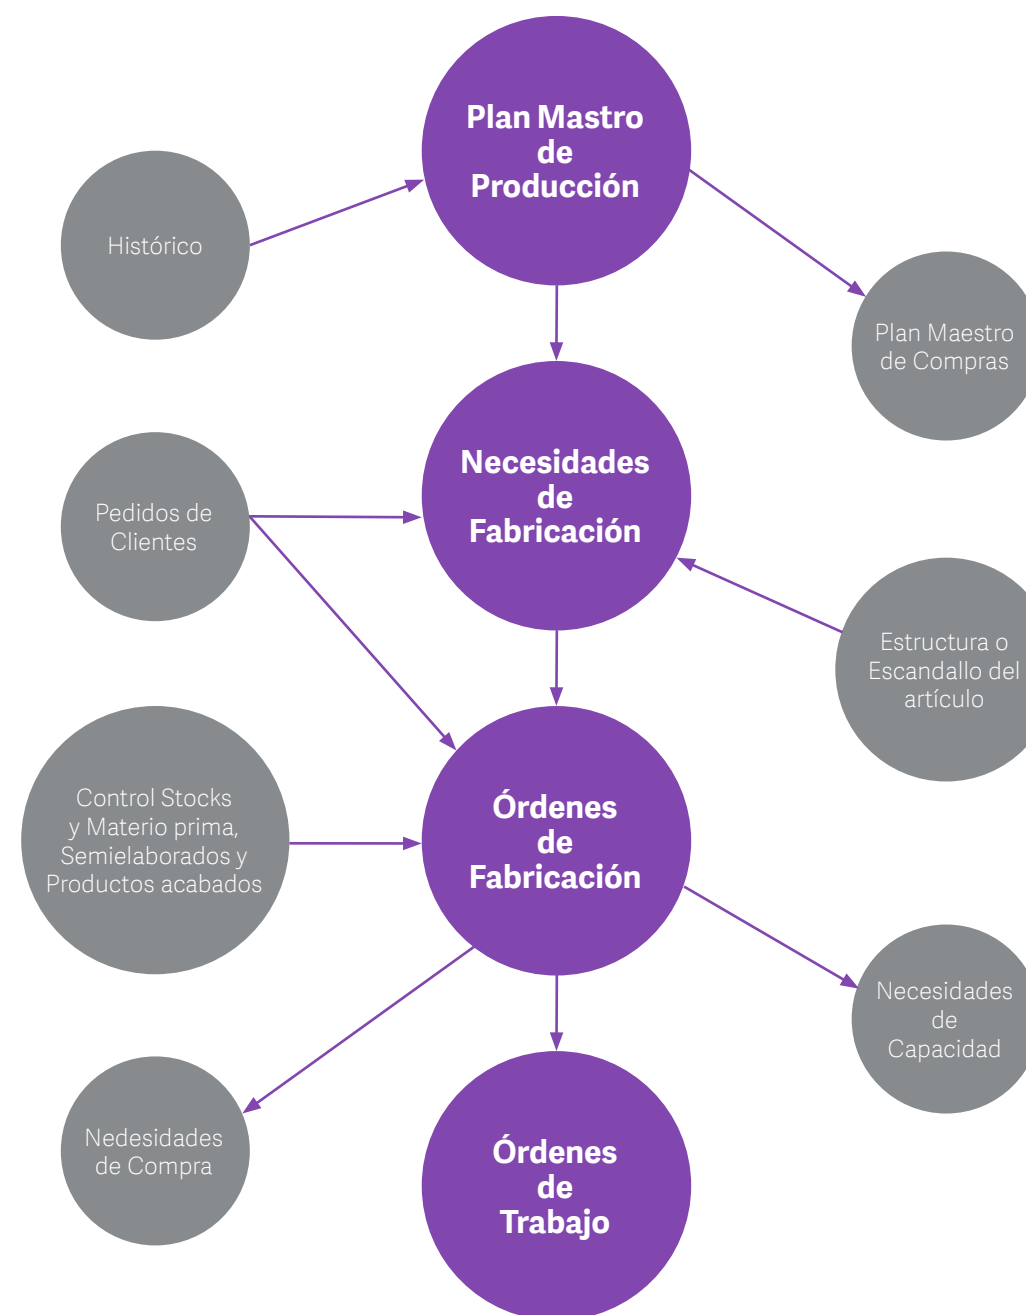 Plan Mastro
de
Producción
Histórico
Plan Maestro
de Compras
Necesidades
de
Fabricación
Pedidos de
Clientes
Estructura o
Escandallo del
artículo
Control Stocks
y Materio prima,
Semielaborados y
Productos acabados
Órdenes
de
Fabricación
Necesidades
de
Capacidad
Nedesidades
de Compra
Órdenes
de
Trabajo